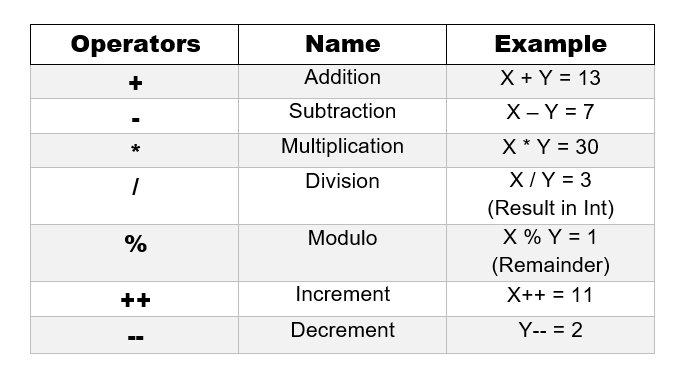 Operators Name Example
+ Addition X + Y = 13
- Subtraction X – Y = 7
* Multiplication X * Y = 30
/ Division X / Y = 3
(Result in Int)
% Modulo X % Y = 1
(Remainder)
++ Increment X++ = 11
-- Decrement Y-- = 2